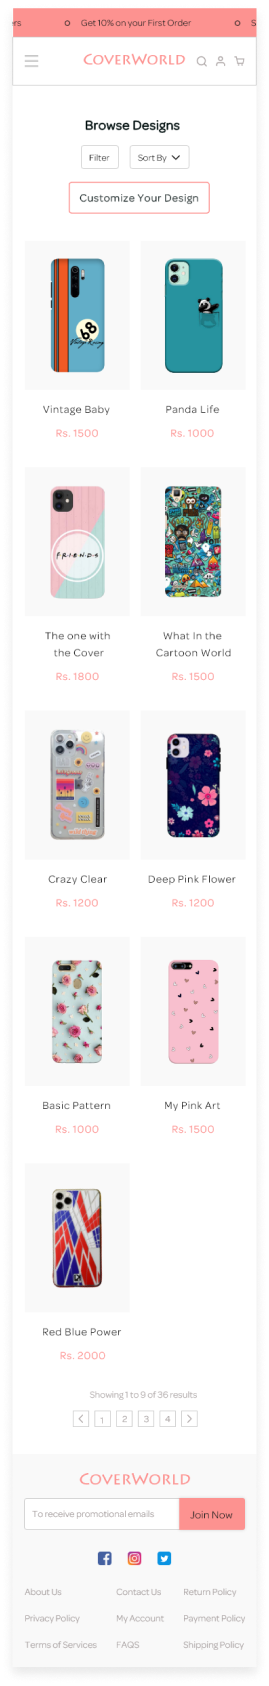 rs o Get 10% on your First Order o S
COVERWORLD
Browse Designs
Filter Sort By
Customize Your Design
68
Vintage Racing
Vintage Baby Panda Life
Rs. 1500 Rs. 1000
F·R·I·E·N·D·S
The one with What In the
the Cover Cartoon World
Rs. 1800 Rs. 1500
Crazy Clear Deep Pink Flower
Rs. 1200 Rs. 1200
Basic Pattern My Pink Art
Rs. 1000 Rs. 1500
Red Blue Power
Rs. 2000
Showing 1 to 9 of 36 results
< 1 2 3 4 >
COVERWORLD
To receive promotional emails Join Now
About Us Contact Us Return Policy
Privacy Policy My Account Payment Policy
Terms of Services FAQS Shipping Policy